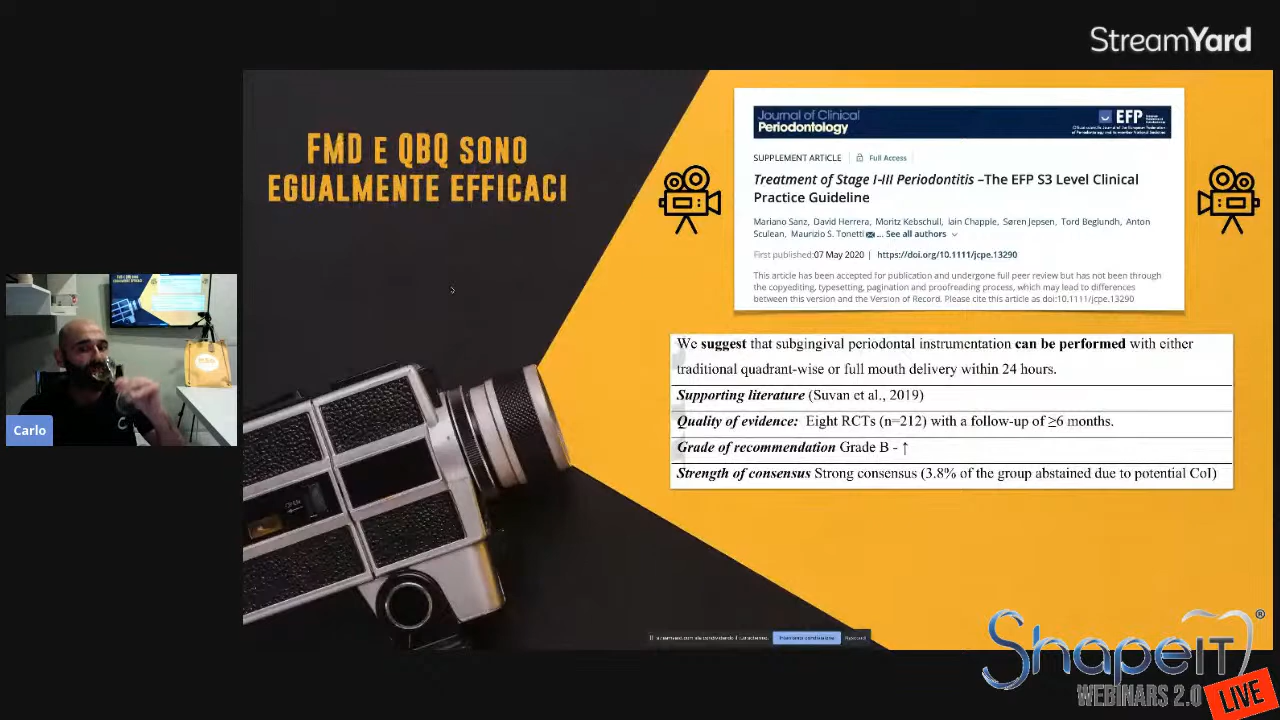 StreamYard
FMD E QBQ SONO
EGUALMENTE EFFICACI
Journal of Clinical
Periodontology
EFP
SUPPLEMENT ARTICLE
Full Access
Treatment of Stage I-III Periodontitis –The EFP S3 Level Clinical
Practice Guideline
Mariano Sanz, David Herrera, Moritz Kebschull, Iain Chapple, Søren Jepsen, Tord Beglundh, Anton
Sculean, Maurizio S. Tonetti ... See all authors
First published:07 May 2020 | https://doi.org/10.1111/jcpe.13290
This article has been accepted for publication and undergone full peer review but has not been through
the copyediting, typesetting, pagination and proofreading process, which may lead to differences
between this version and the Version of Record. Please cite this article as doi:10.1111/jcpe.13290
We suggest that subgingival periodontal instrumentation can be performed with either
traditional quadrant-wise or full mouth delivery within 24 hours.
Supporting literature (Suvan et al., 2019)
Quality of evidence: Eight RCTs (n=212) with a follow-up of ≥6 months.
Grade of recommendation Grade B - ↑
Strength of consensus Strong consensus (3.8% of the group abstained due to potential CoI)
Carlo
ShapeIT®
WEBINARS 2.0
LIVE